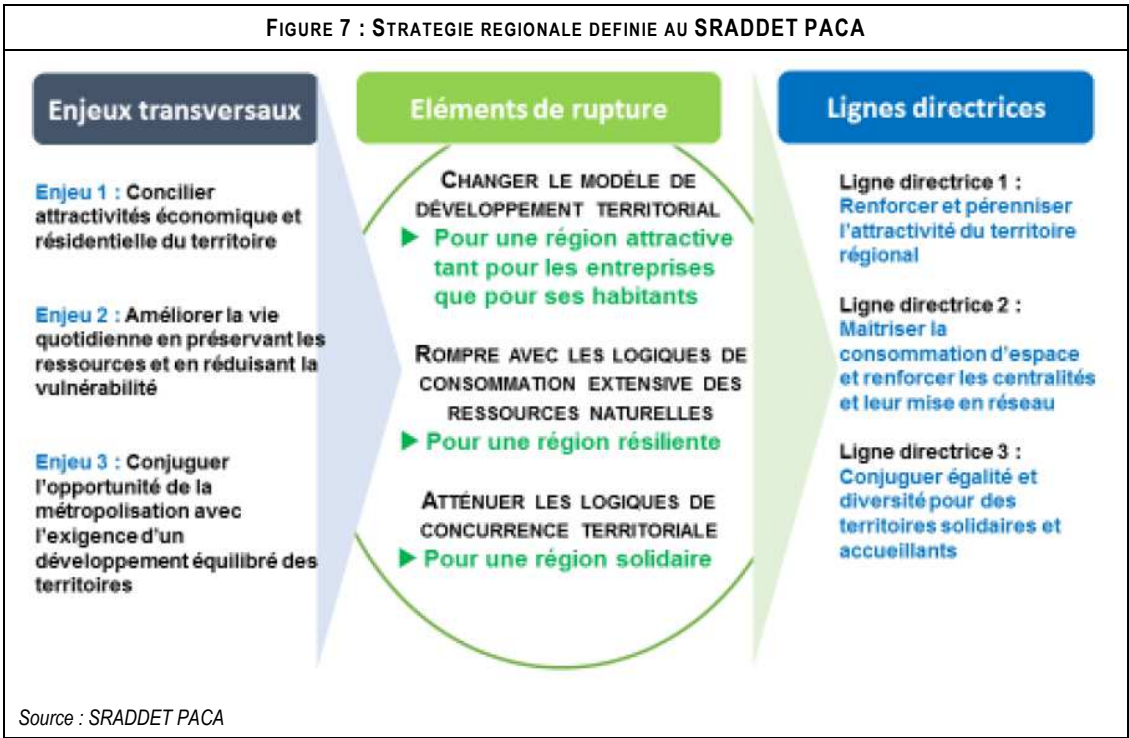 FIGURE 7 : STRATEGIE REGIONALE DEFINIE AU SRADDET PACA
Enjeux transversaux
Enjeu 1 : Concilier
attractivités économique et
résidentielle du territoire
Enjeu 2 : Améliorer la vie
quotidienne en préservant les
ressources et en réduisant la
vulnérabilité
Enjeu 3 : Conjuguer
l'opportunité de la
métropolisation avec
l'exigence d'un
développement équilibré des
territoires
Eléments de rupture
CHANGER LE MODÈLE DE
DÉVELOPPEMENT TERRITORIAL
▶ Pour une région attractive
tant pour les entreprises
que pour ses habitants
ROMPRE AVEC LES LOGIQUES DE
CONSOMMATION EXTENSIVE DES
RESSOURCES NATURELLES
▶ Pour une région résiliente
ATTÉNUER LES LOGIQUES DE
CONCURRENCE TERRITORIALE
▶ Pour une région solidaire
Lignes directrices
Ligne directrice 1 :
Renforcer et pérenniser
l'attractivité du territoire
régional
Ligne directrice 2 :
Maitriser la
consommation d'espace
et renforcer les centralités
et leur mise en réseau
Ligne directrice 3 :
Conjuguer égalité et
diversité pour des
territoires solidaires et
accueillants
Source : SRADDET PACA